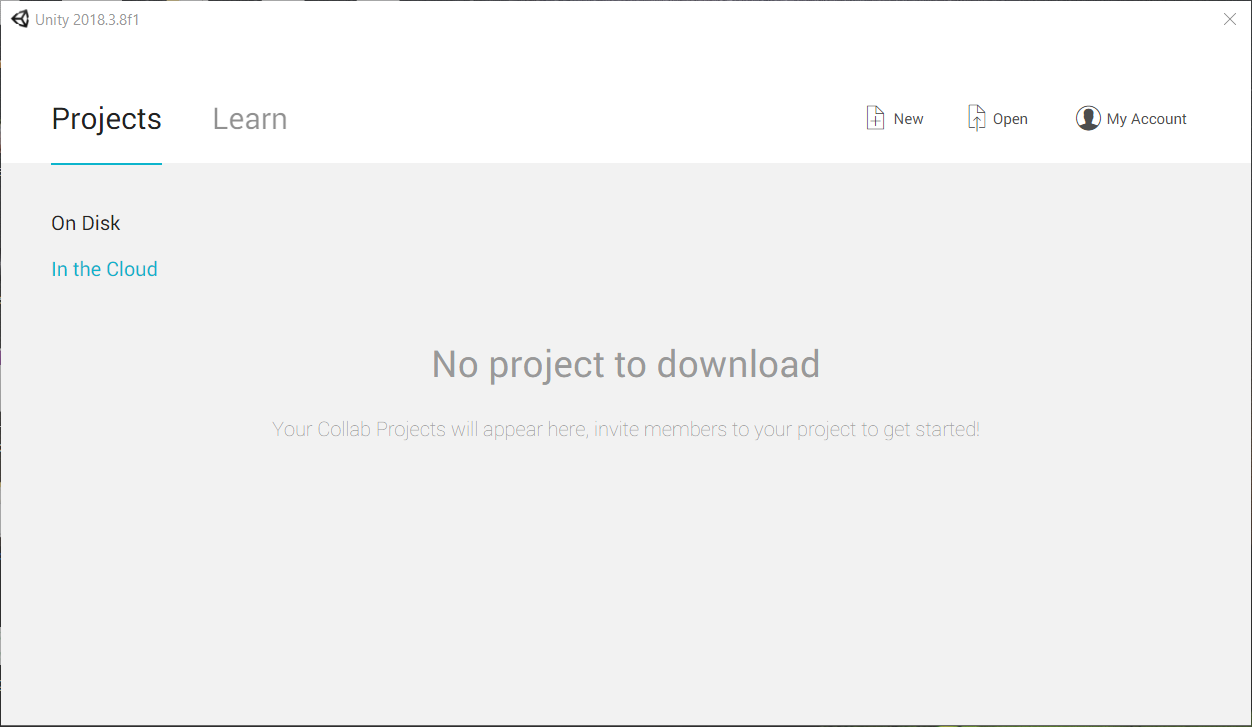 Unity 2018.3.8f1
Projects Learn New Open My Account
On Disk
In the Cloud
No project to download
Your Collab Projects will appear here, invite members to your project to get started!